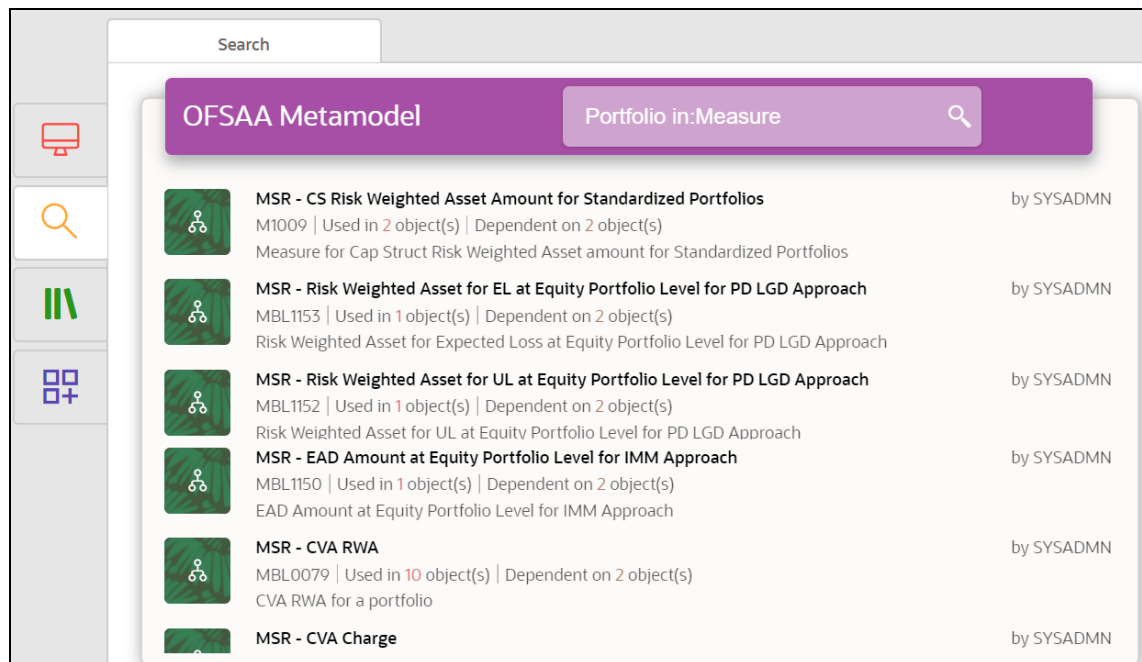 Search
OFSAA Metamodel
Portfolio in:Measure
MSR - CS Risk Weighted Asset Amount for Standardized Portfolios by SYSADMN
M1009 | Used in 2 object(s) | Dependent on 2 object(s)
Measure for Cap Struct Risk Weighted Asset amount for Standardized Portfolios
MSR - Risk Weighted Asset for EL at Equity Portfolio Level for PD LGD Approach by SYSADMN
MBL1153 | Used in 1 object(s) | Dependent on 2 object(s)
Risk Weighted Asset for Expected Loss at Equity Portfolio Level for PD LGD Approach
MSR - Risk Weighted Asset for UL at Equity Portfolio Level for PD LGD Approach by SYSADMN
MBL1152 | Used in 1 object(s) | Dependent on 2 object(s)
Risk Weighted Asset for UL at Equity Portfolio Level for PD LGD Approach
MSR - EAD Amount at Equity Portfolio Level for IMM Approach by SYSADMN
MBL1150 | Used in 1 object(s) | Dependent on 2 object(s)
EAD Amount at Equity Portfolio Level for IMM Approach
MSR - CVA RWA by SYSADMN
MBL0079 | Used in 10 object(s) | Dependent on 2 object(s)
CVA RWA for a portfolio
MSR - CVA Charge by SYSADMN